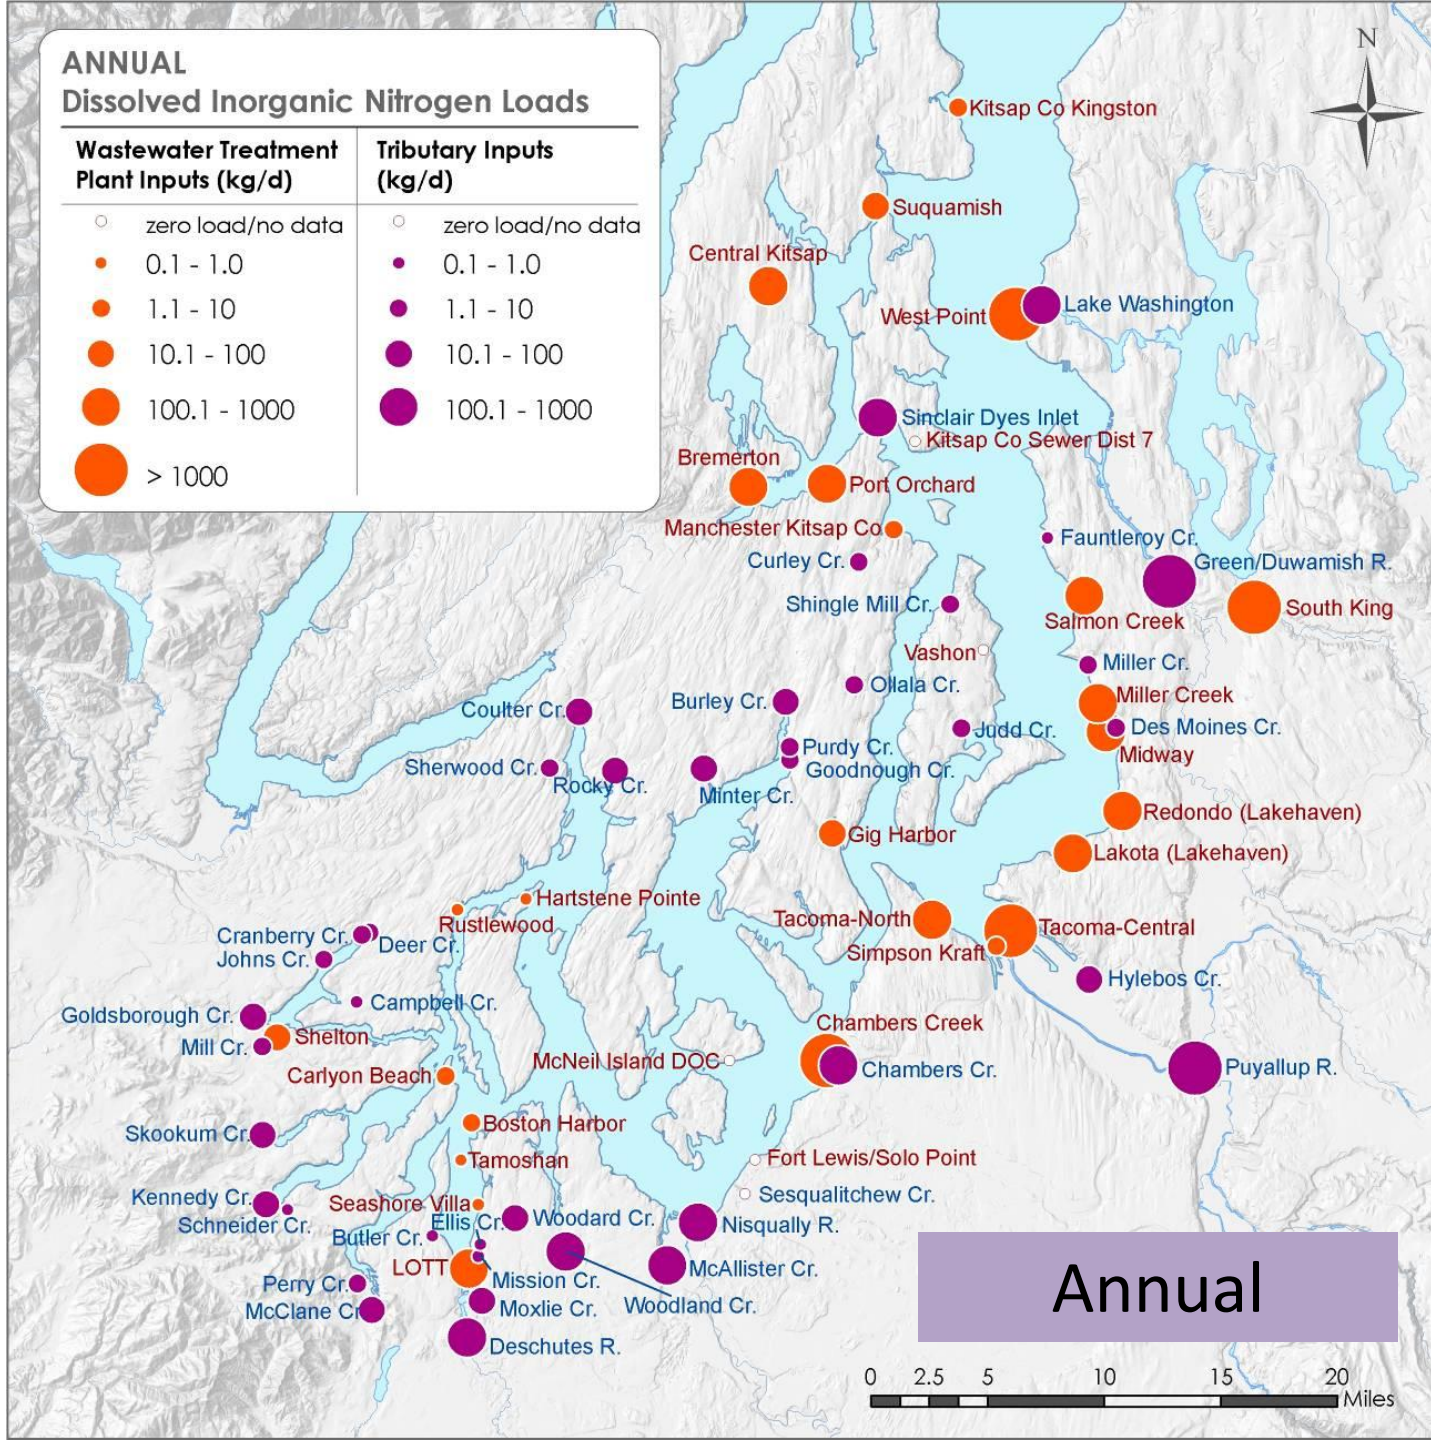 ANNUAL
Dissolved Inorganic Nitrogen Loads
Wastewater Treatment
Plant Inputs (kg/d)
Tributary Inputs
(kg/d)
zero load/no data
zero load/no data
0.1 - 1.0
0.1 - 1.0
1.1 - 10
1.1 - 10
10.1 - 100
10.1 - 100
100.1 - 1000
100.1 - 1000
> 1000
N
Kitsap Co Kingston
Suquamish
Central Kitsap
West Point
Lake Washington
Sinclair Dyes Inlet
Kitsap Co Sewer Dist 7
Bremerton
Port Orchard
Manchester Kitsap Co
Fauntleroy Cr.
Curley Cr.
Green/Duwamish R.
Shingle Mill Cr.
South King
Salmon Creek
Vashon
Miller Cr.
Ollala Cr.
Miller Creek
Burley Cr.
Coulter Cr.
Des Moines Cr.
Judd Cr.
Purdy Cr.
Midway
Sherwood Cr.
Goodnough Cr.
Rocky Cr.
Minter Cr.
Redondo (Lakehaven)
Gig Harbor
Lakota (Lakehaven)
Hartstene Pointe
Tacoma-North
Rustlewood
Tacoma-Central
Cranberry Cr.
Deer Cr.
Simpson Kraft
Johns Cr.
Hylebos Cr.
Campbell Cr.
Goldsborough Cr.
Chambers Creek
Shelton
Mill Cr.
McNeil Island DOC
Chambers Cr.
Puyallup R.
Carlyon Beach
Boston Harbor
Skookum Cr.
Fort Lewis/Solo Point
Tamoshan
Sesqualitchew Cr.
Kennedy Cr.
Seashore Villa
Schneider Cr.
Ellis Cr.
Woodard Cr.
Nisqually R.
Butler Cr.
LOTT
McAllister Cr.
Mission Cr.
Perry Cr.
Woodland Cr.
McClane Cr
Moxlie Cr.
Deschutes R.
Annual
0 2.5 5 10 15 20
Miles